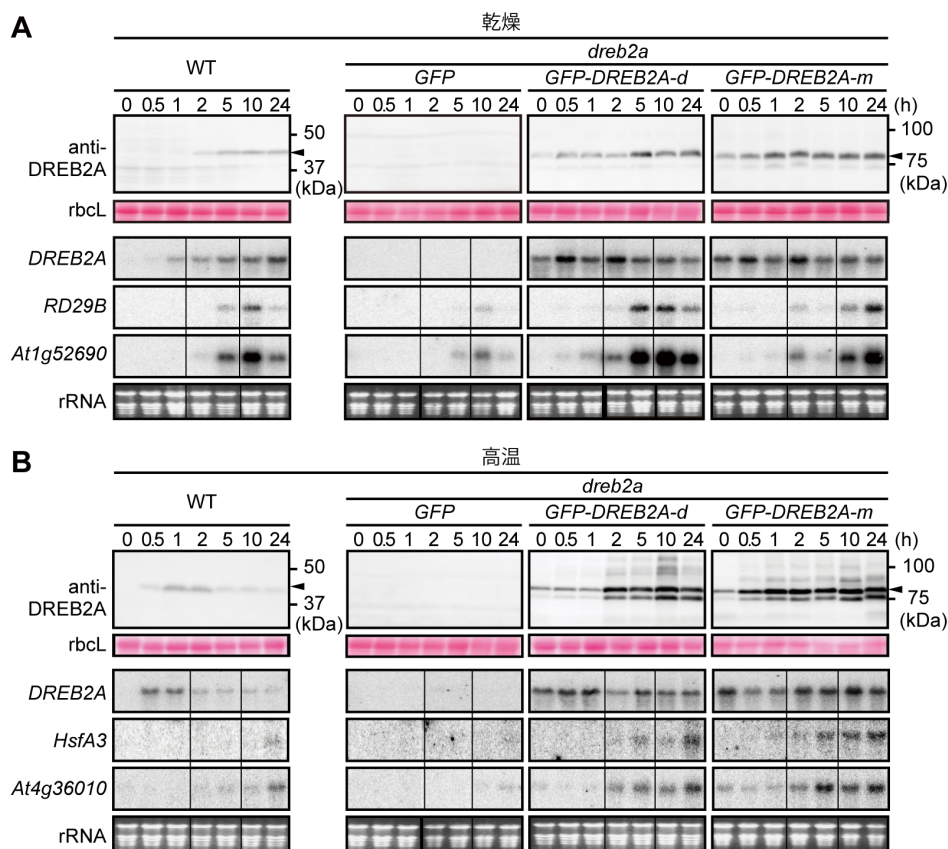 A
乾燥
dreb2a
WT
GFP
GFP-DREB2A-d
GFP-DREB2A-m
0 0.5 1 2 5 10 24 0 0.5 1 2 5 10 24 0 0.5 1 2 5 10 24 0 0.5 1 2 5 10 24 (h)
anti-DREB2A
50
37
(kDa)
100
75
(kDa)
rbcL
DREB2A
RD29B
At1g52690
rRNA
B
高温
dreb2a
WT
GFP
GFP-DREB2A-d
GFP-DREB2A-m
0 0.5 1 2 5 10 24 0 0.5 1 2 5 10 24 0 0.5 1 2 5 10 24 0 0.5 1 2 5 10 24 (h)
anti-DREB2A
50
37
(kDa)
100
75
(kDa)
rbcL
DREB2A
HsfA3
At4g36010
rRNA